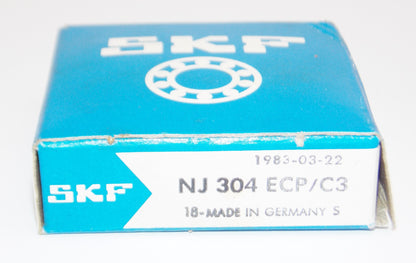 SKF
1983-03-22
SKF
NJ 304 ECP/C3
18-MADE IN GERMANY S